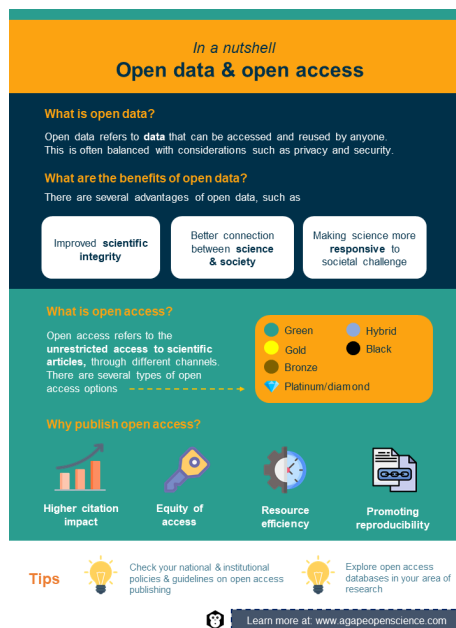 In a nutshell
Open data & open access
What is open data?
Open data refers to data that can be accessed and reused by anyone.
This is often balanced with considerations such as privacy and security.
What are the benefits of open data?
There are several advantages of open data, such as
Improved scientific
integrity
Better connection
between science
& society
Making science more
responsive to
societal challenge
What is open access?
Open access refers to the
unrestricted access to scientific
articles, through different channels.
There are several types of open
access options
Green
Gold
Bronze
Platinum/diamond
Hybrid
Black
Why publish open access?
Higher citation
impact
Equity of
access
Resource
efficiency
Promoting
reproducibility
Tips
Check your national & institutional
policies & guidelines on open access
publishing
Explore open access
databases in your area of
research
Learn more at: www.agapeopenscience.com